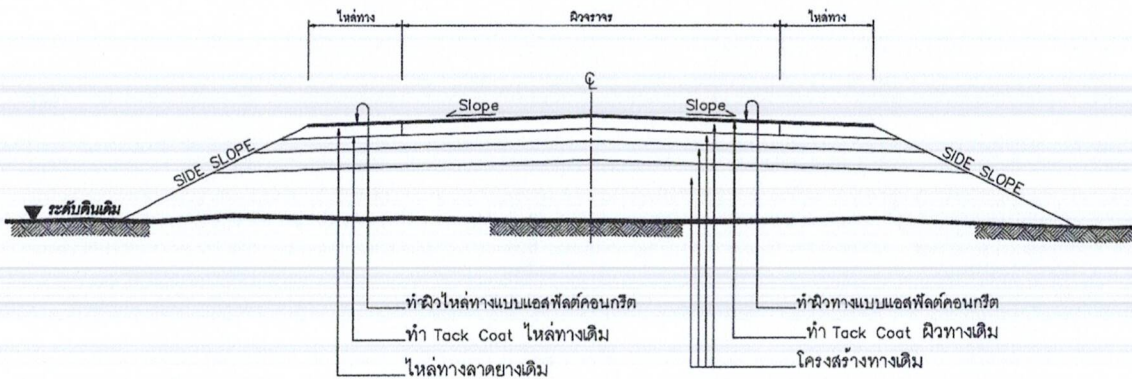 ไหล่ทาง ผิวจราจร ไหล่ทาง
℄
Slope Slope
SIDE SLOPE SIDE SLOPE
ระดับดินเดิม
ทำผิวไหล่ทางแบบแอสฟัลต์คอนกรีต ทำผิวทางแบบแอสฟัลต์คอนกรีต
ทำ Tack Coat ไหล่ทางเดิม ทำ Tack Coat ผิวทางเดิม
ไหล่ทางลาดยางเดิม โครงสร้างทางเดิม